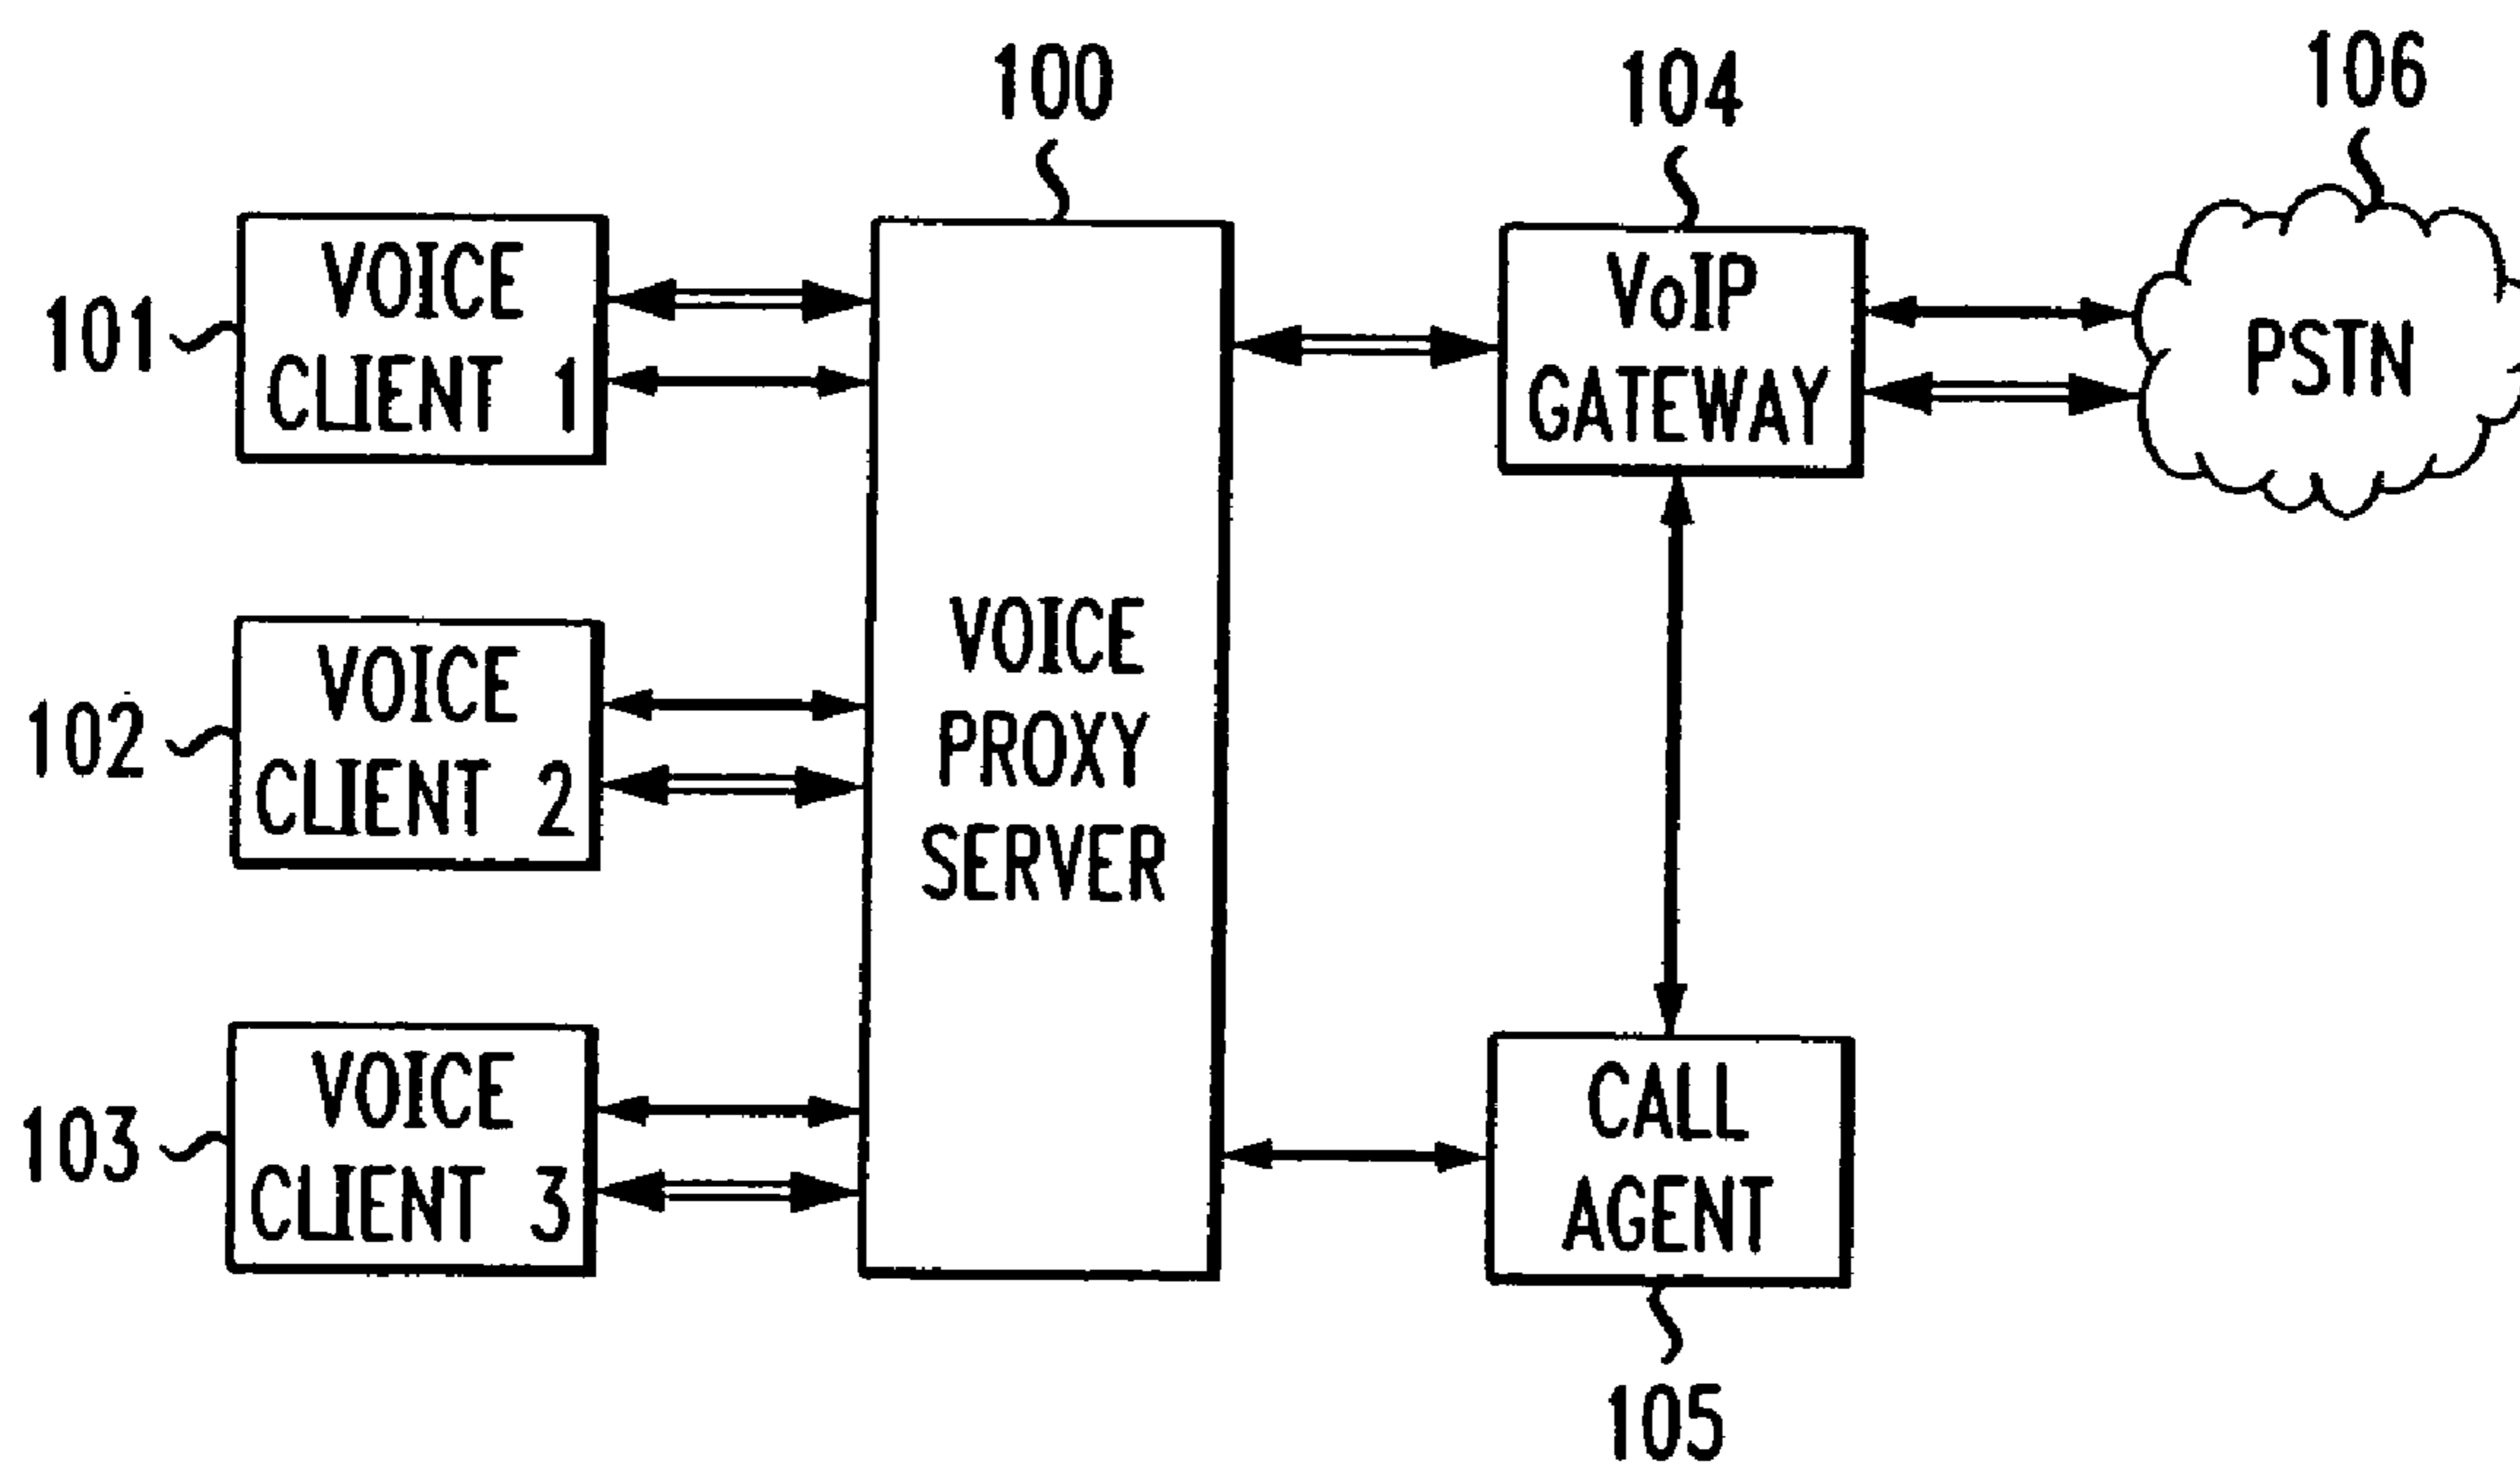 100
104
106
101
VOICE
CLIENT 1
VoIP
GATEWAY
PSTN
102
VOICE
CLIENT 2
VOICE
PROXY
SERVER
103
VOICE
CLIENT 3
CALL
AGENT
105